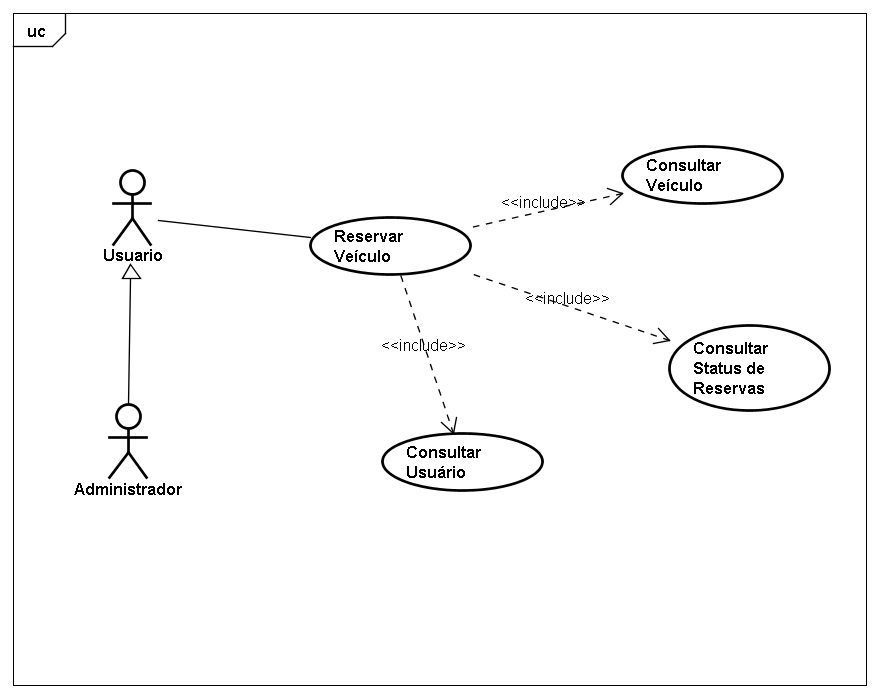 uc
Consultar
Veículo
<<include>>
Reservar
Veículo
Usuario
<<include>>
<<include>>
Consultar
Status de
Reservas
Consultar
Usuário
Administrador